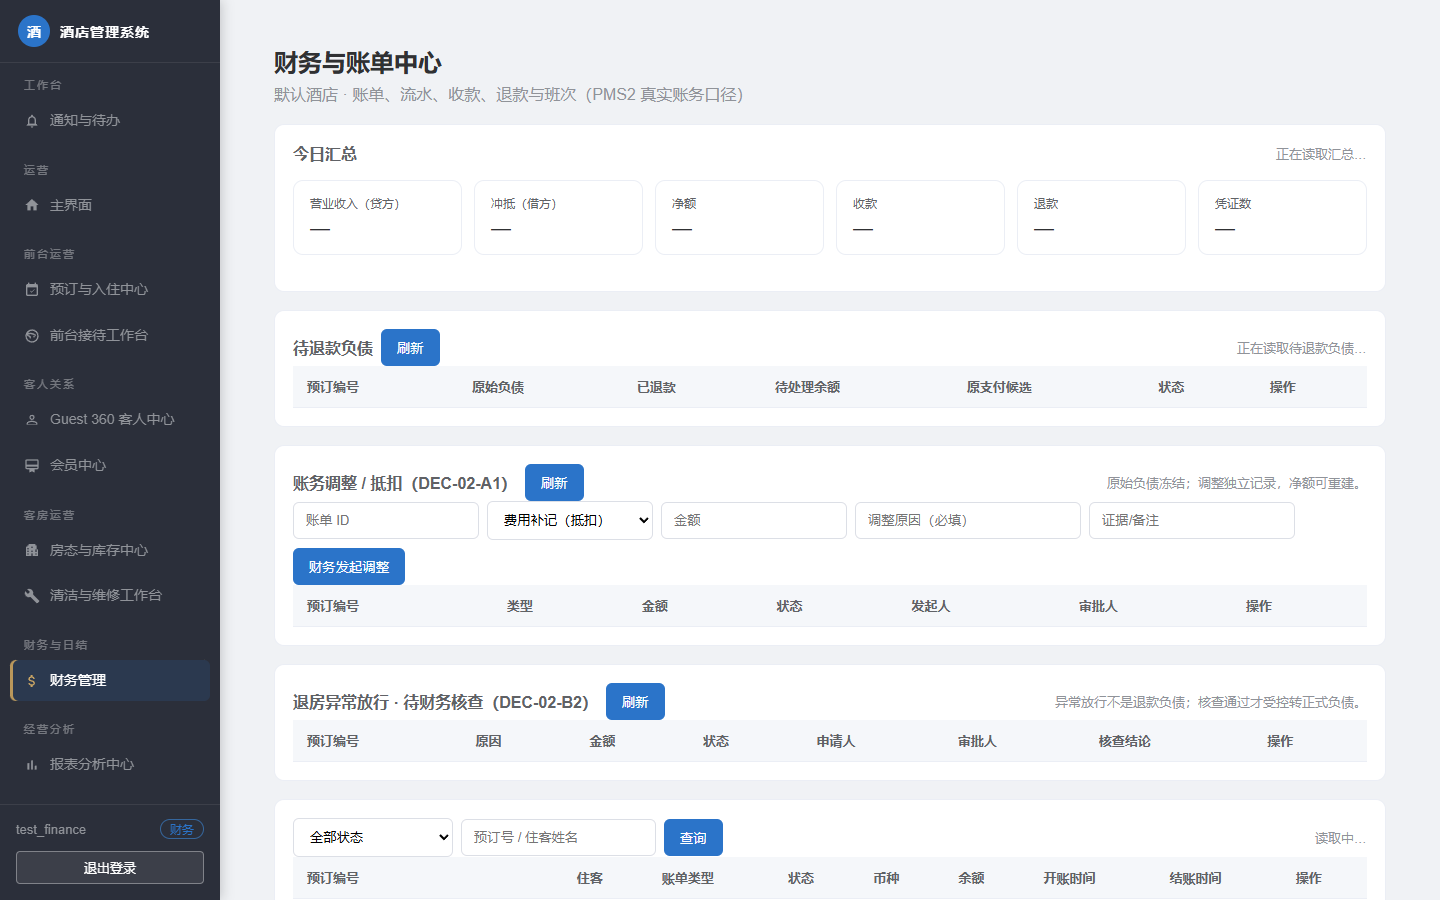 酒 酒店管理系统
工作台
通知与待办
运营
主界面
前台运营
预订与入住中心
前台接待工作台
客人关系
Guest 360 客人中心
会员中心
客房运营
房态与库存中心
清洁与维修工作台
财务与日结
财务管理
经营分析
报表分析中心
test_finance 财务
退出登录
财务与账单中心
默认酒店 · 账单、流水、收款、退款与班次（PMS2 真实账务口径）
今日汇总 正在读取汇总…
营业收入（贷方） 冲抵（借方） 净额 收款 退款 凭证数
— — — — — —
待退款负债 刷新 正在读取待退款负债…
预订编号 原始负债 已退款 待处理余额 原支付候选 状态 操作
账务调整 / 抵扣（DEC-02-A1） 刷新 原始负债冻结；调整独立记录，净额可重建。
账单 ID 费用补记（抵扣） 金额 调整原因（必填） 证据/备注
财务发起调整
预订编号 类型 金额 状态 发起人 审批人 操作
退房异常放行 · 待财务核查（DEC-02-B2） 刷新 异常放行不是退款负债；核查通过才受控转正式负债。
预订编号 原因 金额 状态 申请人 审批人 核查结论 操作
全部状态 预订号 / 住客姓名 查询 读取中…
预订编号 住客 账单类型 状态 币种 余额 开账时间 结账时间 操作